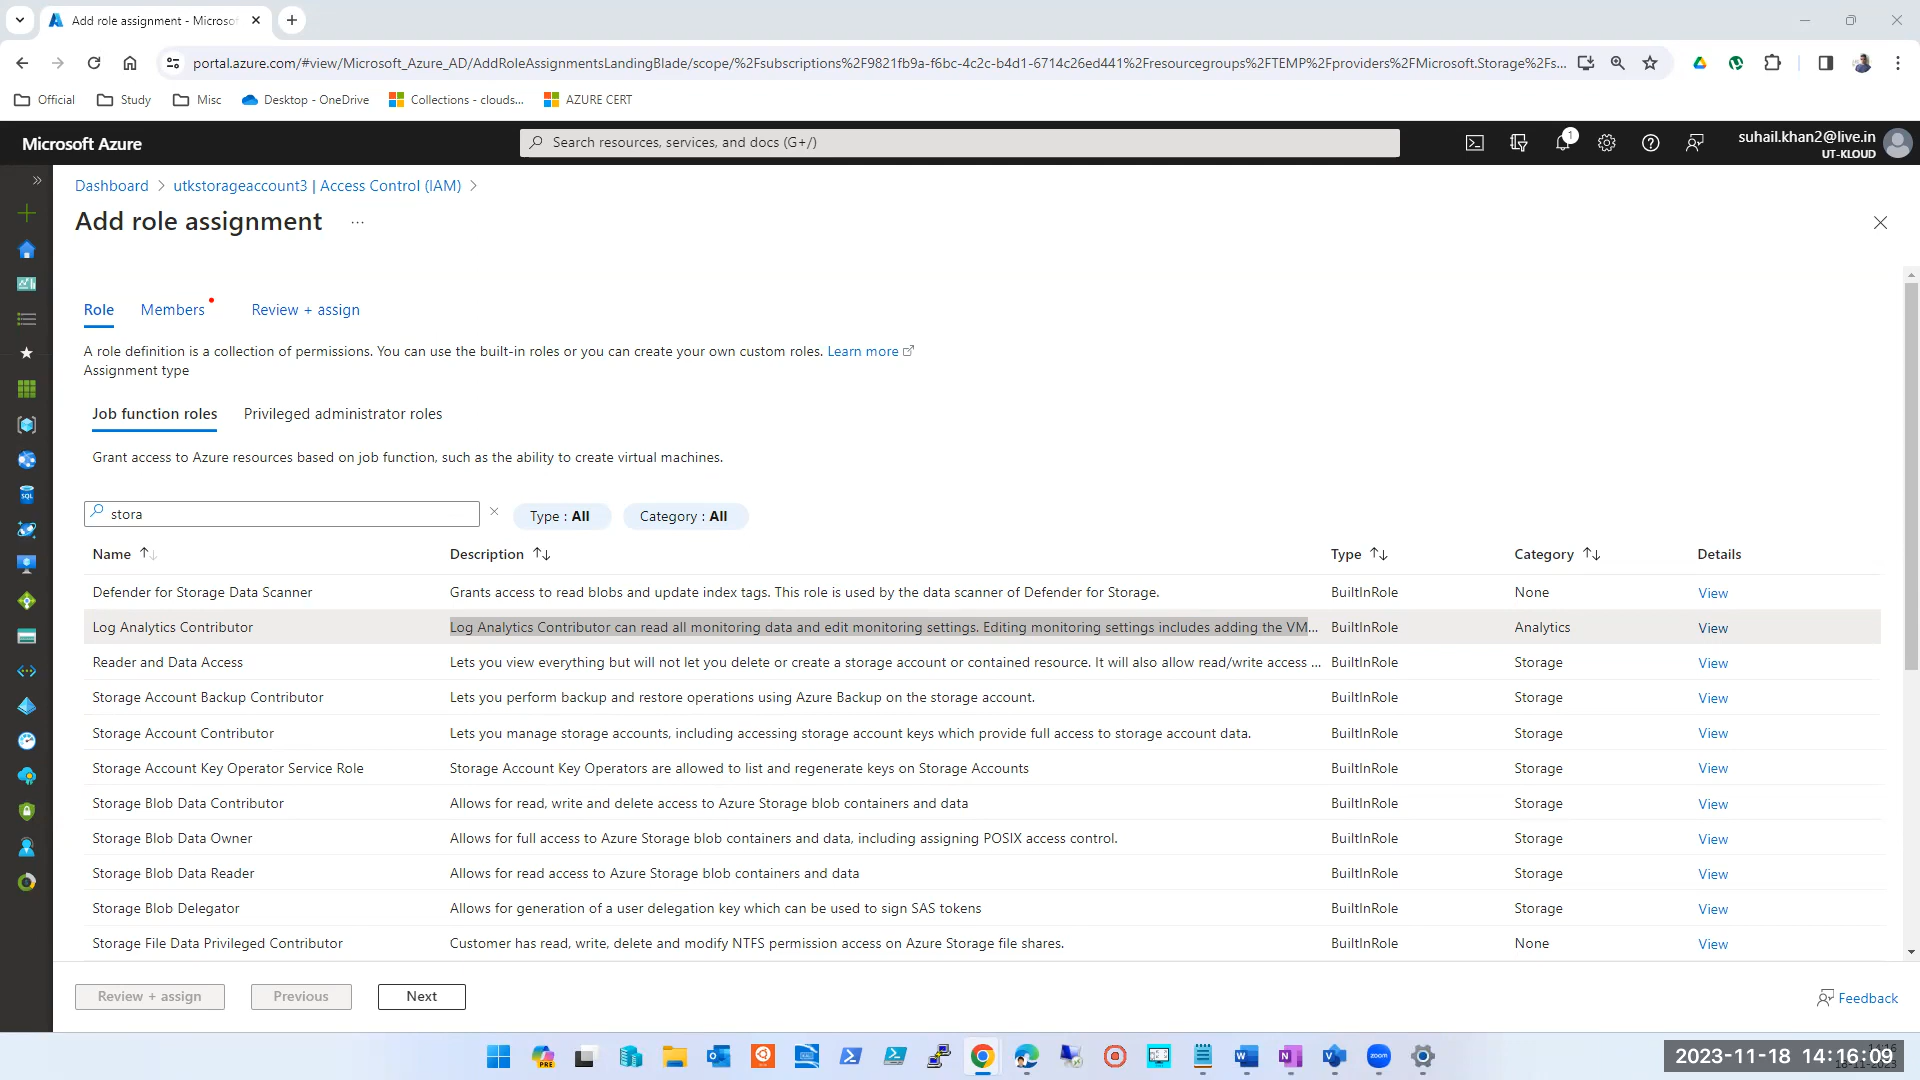 Add role assignment - Microsof
portal.azure.com/#view/Microsoft_Azure_AD/AddRoleAssignmentsLandingBlade/scope/%2Fsubscriptions%2F9821fb9a-f6bc-4c2c-b4d1-6714c26ed441%2Fresourcegroups%2FTEMP%2Fproviders%2FMicrosoft.Storage%2Fs...
Official Study Misc Desktop - OneDrive Collections - clouds... AZURE CERT
Microsoft Azure
Search resources, services, and docs (G+/)
1
suhail.khan2@live.in
UT-KLOUD
Dashboard > utkstorageaccount3 | Access Control (IAM) >
Add role assignment ...
Role Members Review + assign
A role definition is a collection of permissions. You can use the built-in roles or you can create your own custom roles. Learn more
Assignment type
Job function roles Privileged administrator roles
Grant access to Azure resources based on job function, such as the ability to create virtual machines.
stora Type : All Category : All
Name Description Type Category Details
Defender for Storage Data Scanner Grants access to read blobs and update index tags. This role is used by the data scanner of Defender for Storage. BuiltInRole None View
Log Analytics Contributor Log Analytics Contributor can read all monitoring data and edit monitoring settings. Editing monitoring settings includes adding the VM... BuiltInRole Analytics View
Reader and Data Access Lets you view everything but will not let you delete or create a storage account or contained resource. It will also allow read/write access ... BuiltInRole Storage View
Storage Account Backup Contributor Lets you perform backup and restore operations using Azure Backup on the storage account. BuiltInRole Storage View
Storage Account Contributor Lets you manage storage accounts, including accessing storage account keys which provide full access to storage account data. BuiltInRole Storage View
Storage Account Key Operator Service Role Storage Account Key Operators are allowed to list and regenerate keys on Storage Accounts BuiltInRole Storage View
Storage Blob Data Contributor Allows for read, write and delete access to Azure Storage blob containers and data BuiltInRole Storage View
Storage Blob Data Owner Allows for full access to Azure Storage blob containers and data, including assigning POSIX access control. BuiltInRole Storage View
Storage Blob Data Reader Allows for read access to Azure Storage blob containers and data BuiltInRole Storage View
Storage Blob Delegator Allows for generation of a user delegation key which can be used to sign SAS tokens BuiltInRole Storage View
Storage File Data Privileged Contributor Customer has read, write, delete and modify NTFS permission access on Azure Storage file shares. BuiltInRole None View
Review + assign Previous Next Feedback
2023-11-18 14:16:09